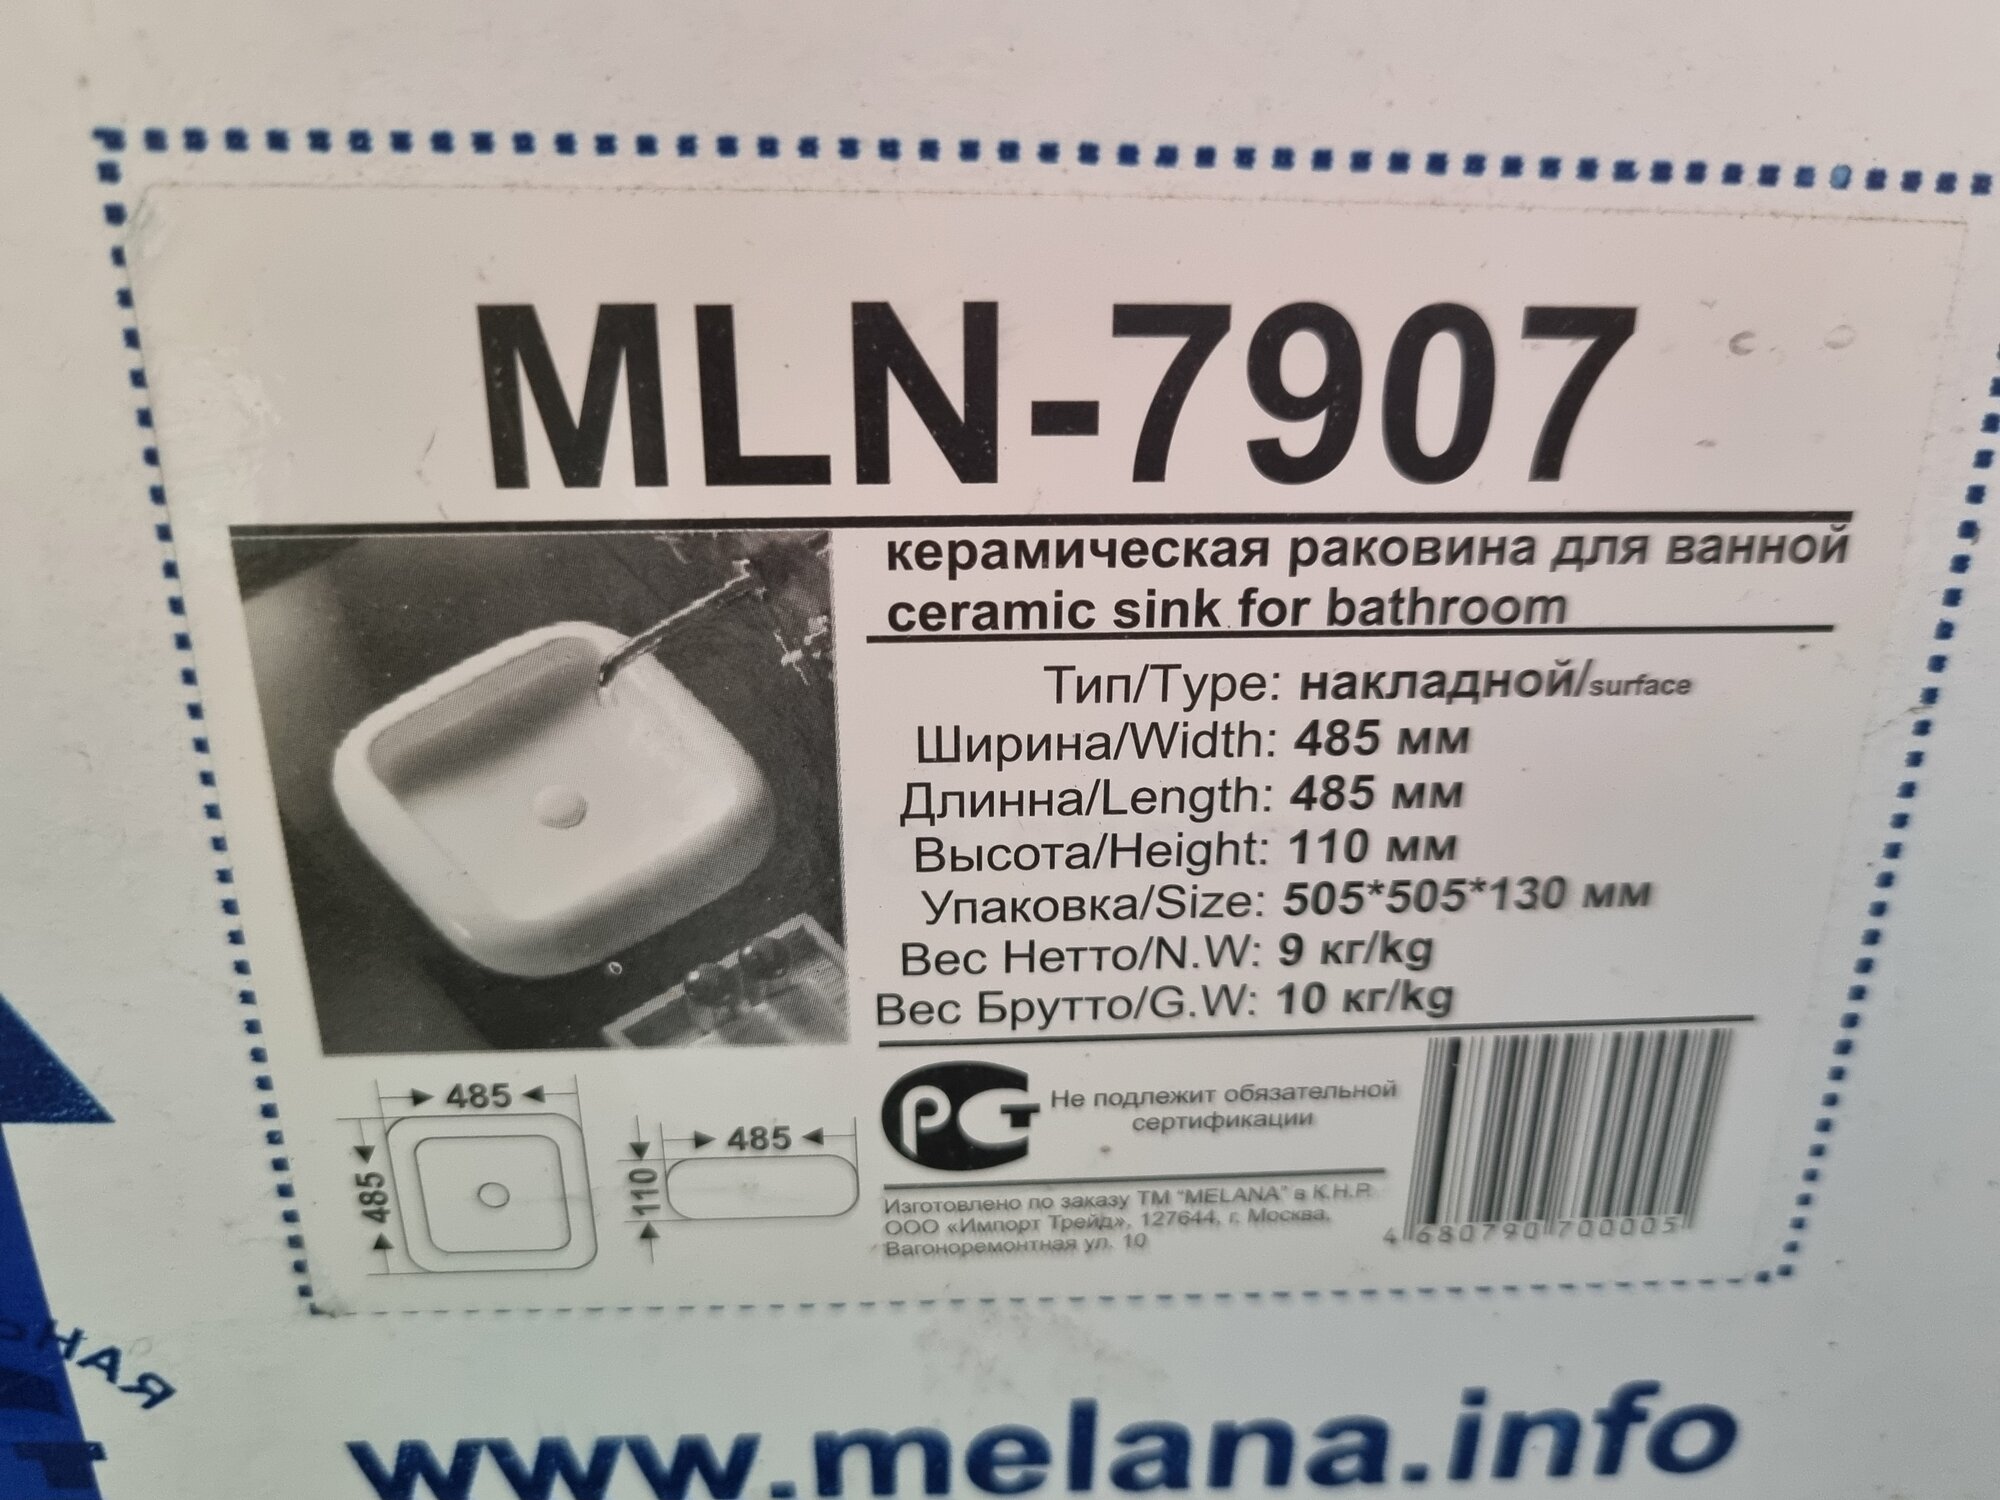 MLN-7907
керамическая раковина для ванной
ceramic sink for bathroom
Тип/Type: накладной/surface
Ширина/Width: 485 мм
Длинна/Length: 485 мм
Высота/Height: 110 мм
Упаковка/Size: 505*505*130 мм
Вес Нетто/N.W: 9 кг/kg
Вес Брутто/G.W: 10 кг/kg
485
485
485
110
РСТ
Не подлежит обязательной
сертификации
Изготовлено по заказу ТМ "MELANA" в К.Н.Р.
ООО «Импорт Трейд», 127644, г. Москва,
Вагоноремонтная ул. 10
4 680790 700005
www.melana.info